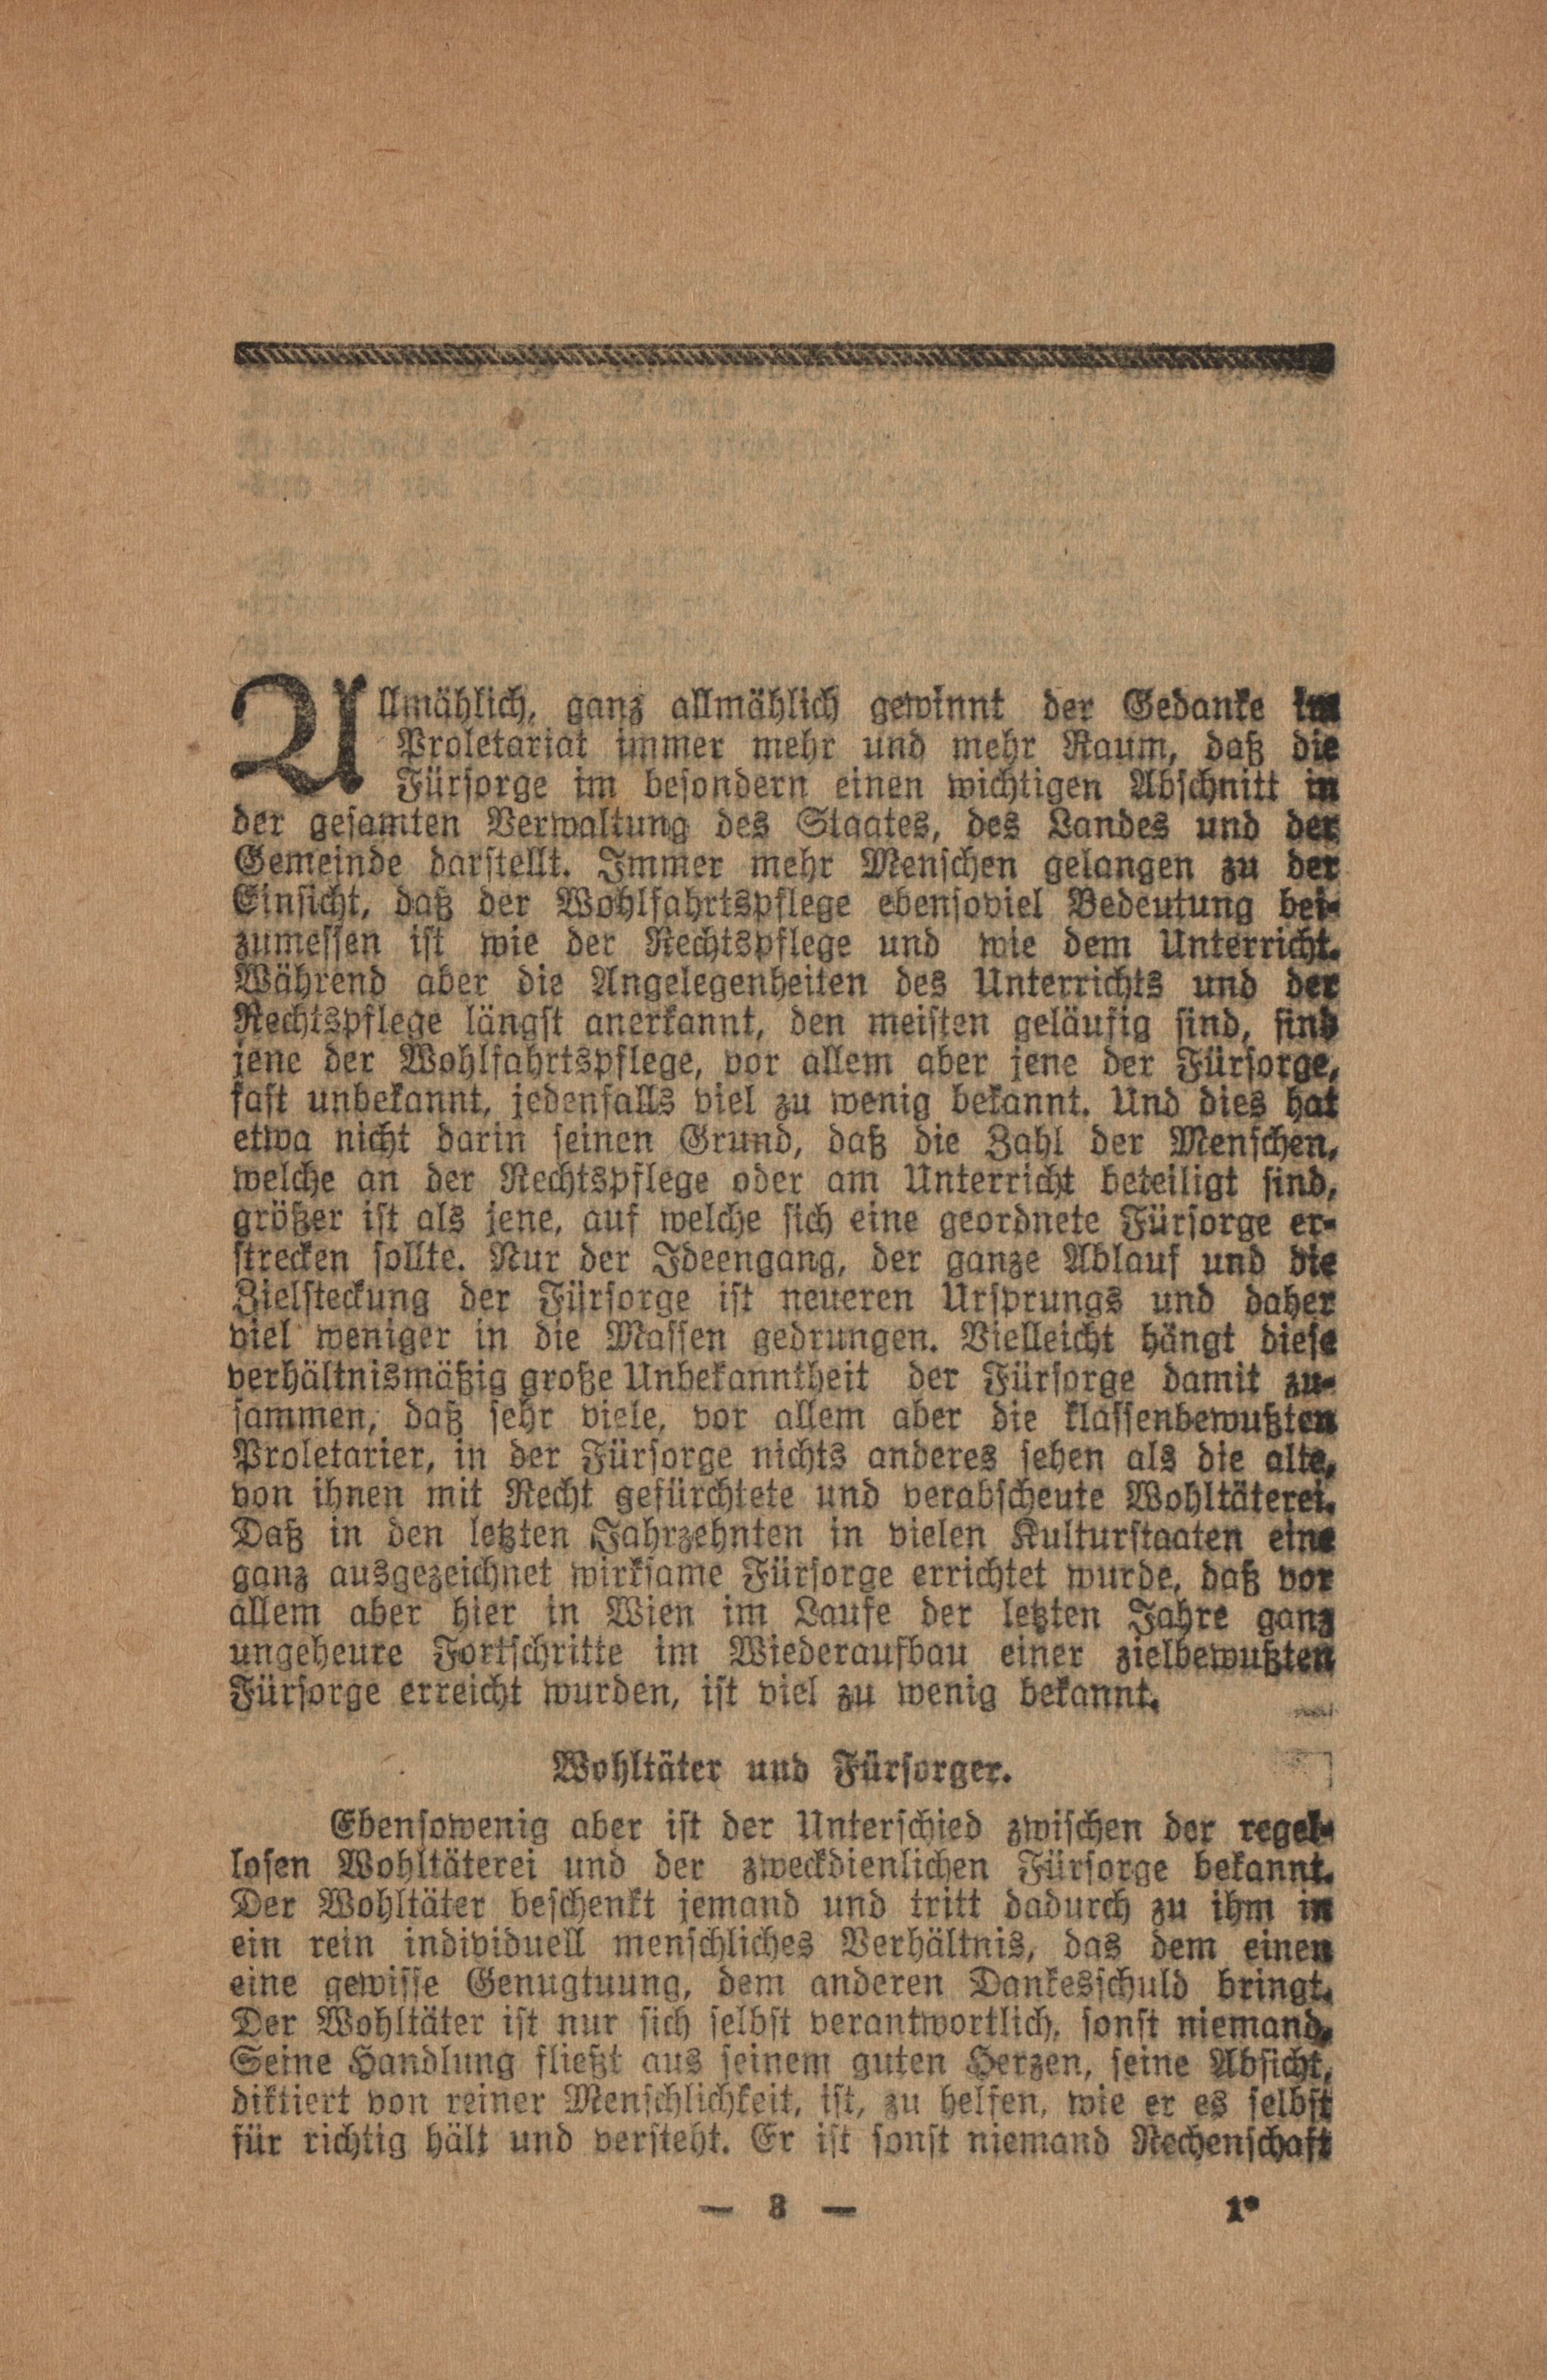 Allmählich, ganz allmählich gewinnt der Gedanke im
Proletariat immer mehr und mehr Raum, daß die
Fürsorge im besondern einen wichtigen Abschnitt in
der gesamten Verwaltung des Staates, des Landes und der
Gemeinde darstellt. Immer mehr Menschen gelangen zu der
Einsicht, daß der Wohlfahrtspflege ebensoviel Bedeutung bei-
zumessen ist wie der Rechtspflege und wie dem Unterricht.
Während aber die Angelegenheiten des Unterrichts und der
Rechtspflege längst anerkannt, den meisten geläufig sind, sind
jene der Wohlfahrtspflege, vor allem aber jene der Fürsorge,
fast unbekannt, jedenfalls viel zu wenig bekannt. Und dies hat
etwa nicht darin seinen Grund, daß die Zahl der Menschen,
welche an der Rechtspflege oder am Unterricht beteiligt sind,
größer ist als jene, auf welche sich eine geordnete Fürsorge er-
strecken sollte. Nur der Ideengang, der ganze Ablauf und die
Zielsteckung der Fürsorge ist neueren Ursprungs und daher
viel weniger in die Massen gedrungen. Vielleicht hängt diese
verhältnismäßig große Unbekanntheit der Fürsorge damit zu-
sammen, daß sehr viele, vor allem aber die klassenbewußten
Proletarier, in der Fürsorge nichts anderes sehen als die alte,
von ihnen mit Recht gefürchtete und verabscheute Wohltäterei.
Daß in den letzten Jahrzehnten in vielen Kulturstaaten eine
ganz ausgezeichnet wirksame Fürsorge errichtet wurde, daß vor
allem aber hier in Wien im Laufe der letzten Jahre ganz
ungeheure Fortschritte im Wiederaufbau einer zielbewußten
Fürsorge erreicht wurden, ist viel zu wenig bekannt.
Wohltäter und Fürsorger.
Ebensowenig aber ist der Unterschied zwischen der regel-
losen Wohltäterei und der zweckdienlichen Fürsorge bekannt.
Der Wohltäter beschenkt jemand und tritt dadurch zu ihm in
ein rein individuell menschliches Verhältnis, das dem einen
eine gewisse Genugtuung, dem anderen Dankesschuld bringt.
Der Wohltäter ist nur sich selbst verantwortlich, sonst niemand.
Seine Handlung fließt aus seinem guten Herzen, seine Absicht,
diktiert von reiner Menschlichkeit, ist, zu helfen, wie er es selbst
für richtig hält und versteht. Er ist sonst niemand Rechenschaft
— 3 — 1*